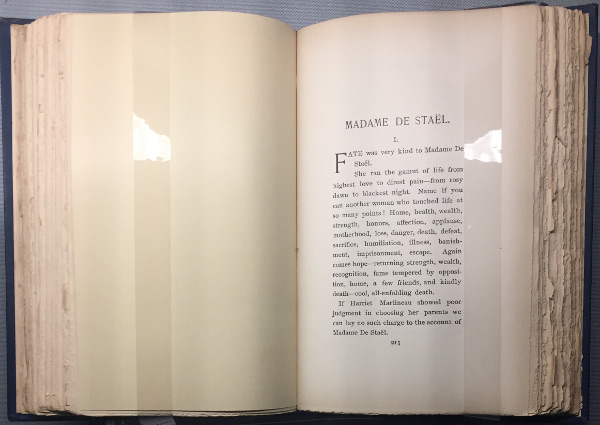 MADAME DE STAËL.
I.
FATE was very kind to Madame De
Staël.
She ran the gamut of life from
highest love to direst pain—from rosy
dawn to blackest night. Name if you
can another woman who touched life at
so many points! Home, health, wealth,
strength, honors, affection, applause,
motherhood, loss, danger, death, defeat,
sacrifice, humiliation, illness, banish-
ment, imprisonment, escape. Again
comes hope—returning strength, wealth,
recognition, fame tempered by opposi-
tion, home, a few friends, and kindly
death—cool, all-enfolding death.
If Harriet Martineau showed poor
judgment in choosing her parents we
can lay no such charge to the account of
Madame De Staël.
215